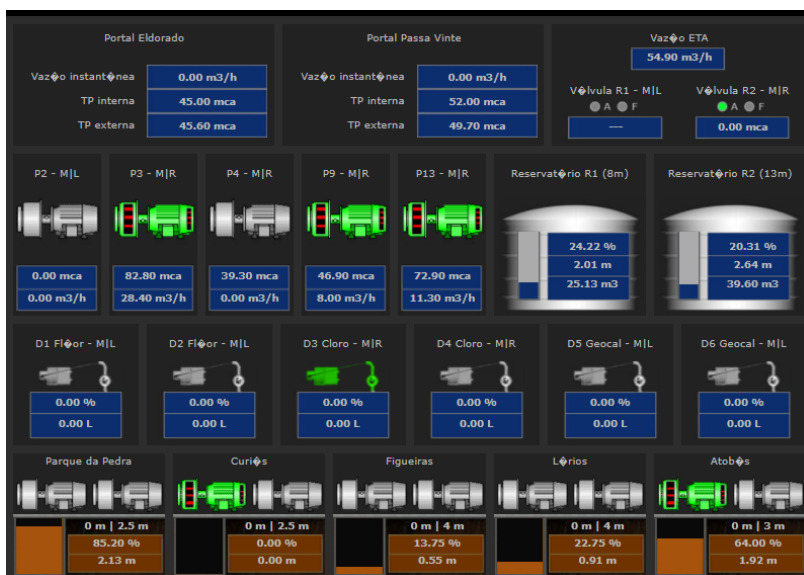 Portal Eldorado
Vaz�o instant�nea 0.00 m3/h
TP interna 45.00 mca
TP externa 45.60 mca
Portal Passa Vinte
Vaz�o instant�nea 0.00 m3/h
TP interna 52.00 mca
TP externa 49.70 mca
Vaz�o ETA
54.90 m3/h
V�lvula R1 - M|L V�lvula R2 - M|R
A F A F
--- 0.00 mca
P2 - M|L P3 - M|R P4 - M|R P9 - M|R P13 - M|R
0.00 mca 82.80 mca 39.30 mca 46.90 mca 72.90 mca
0.00 m3/h 28.40 m3/h 0.00 m3/h 8.00 m3/h 11.30 m3/h
Reservat�rio R1 (8m) Reservat�rio R2 (13m)
24.22 % 20.31 %
2.01 m 2.64 m
25.13 m3 39.60 m3
D1 Fl�or - M|L D2 Fl�or - M|L D3 Cloro - M|R D4 Cloro - M|R D5 Geocal - M|L D6 Geocal - M|L
0.00 % 0.00 % 0.00 % 0.00 % 0.00 % 0.00 %
0.00 L 0.00 L 0.00 L 0.00 L 0.00 L 0.00 L
Parque da Pedra Curi�s Figueiras L�rios Atob�s
0 m | 2.5 m 0 m | 2.5 m 0 m | 4 m 0 m | 4 m 0 m | 3 m
85.20 % 0.00 % 13.75 % 22.75 % 64.00 %
2.13 m 0.00 m 0.55 m 0.91 m 1.92 m